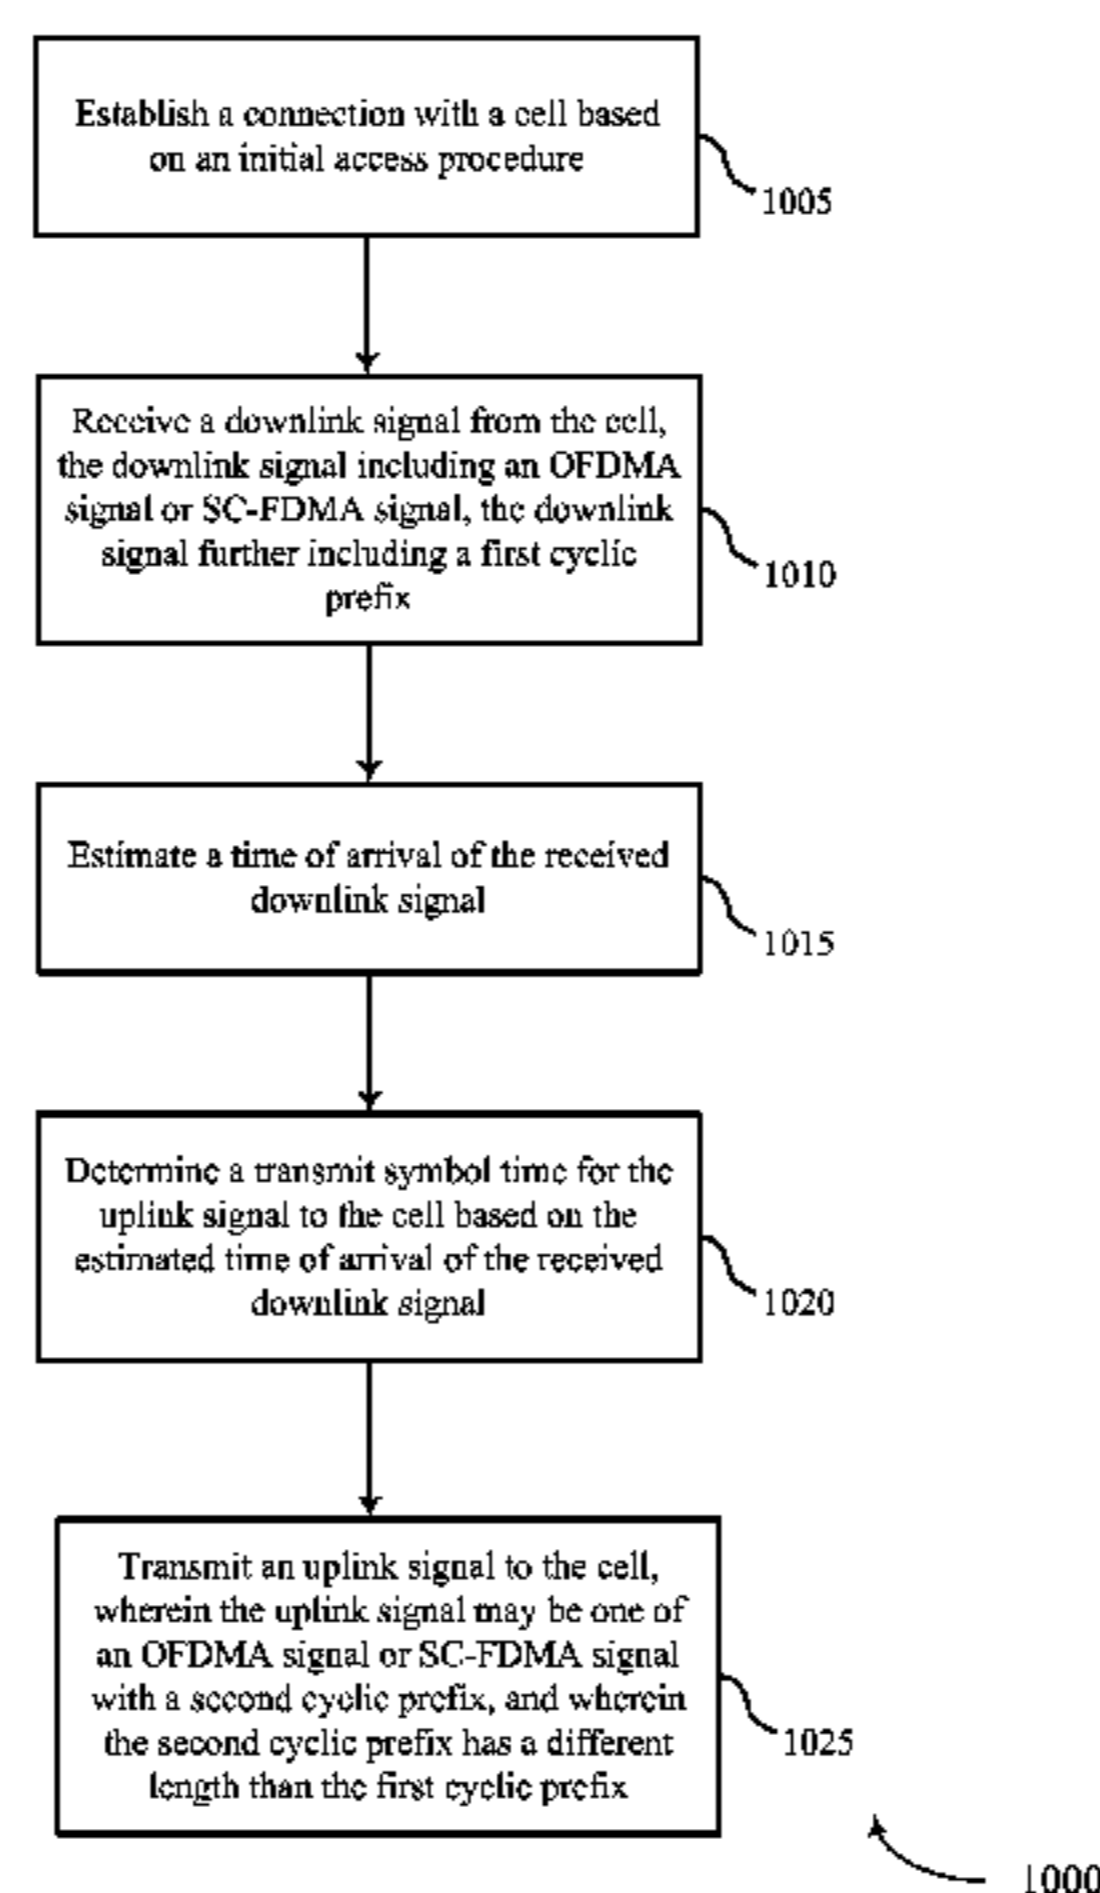 Establish a connection with a cell based
on an initial access procedure
1005
Receive a downlink signal from the cell,
the downlink signal including an OFDMA
signal or SC-FDMA signal, the downlink
signal further including a first cyclic
prefix
1010
Estimate a time of arrival of the received
downlink signal
1015
Determine a transmit symbol time for the
uplink signal to the cell based on the
estimated time of arrival of the received
downlink signal
1020
Transmit an uplink signal to the cell,
wherein the uplink signal may be one of
an OFDMA signal or SC-FDMA signal
with a second cyclic prefix, and wherein
the second cyclic prefix has a different
length than the first cyclic prefix
1025
1000